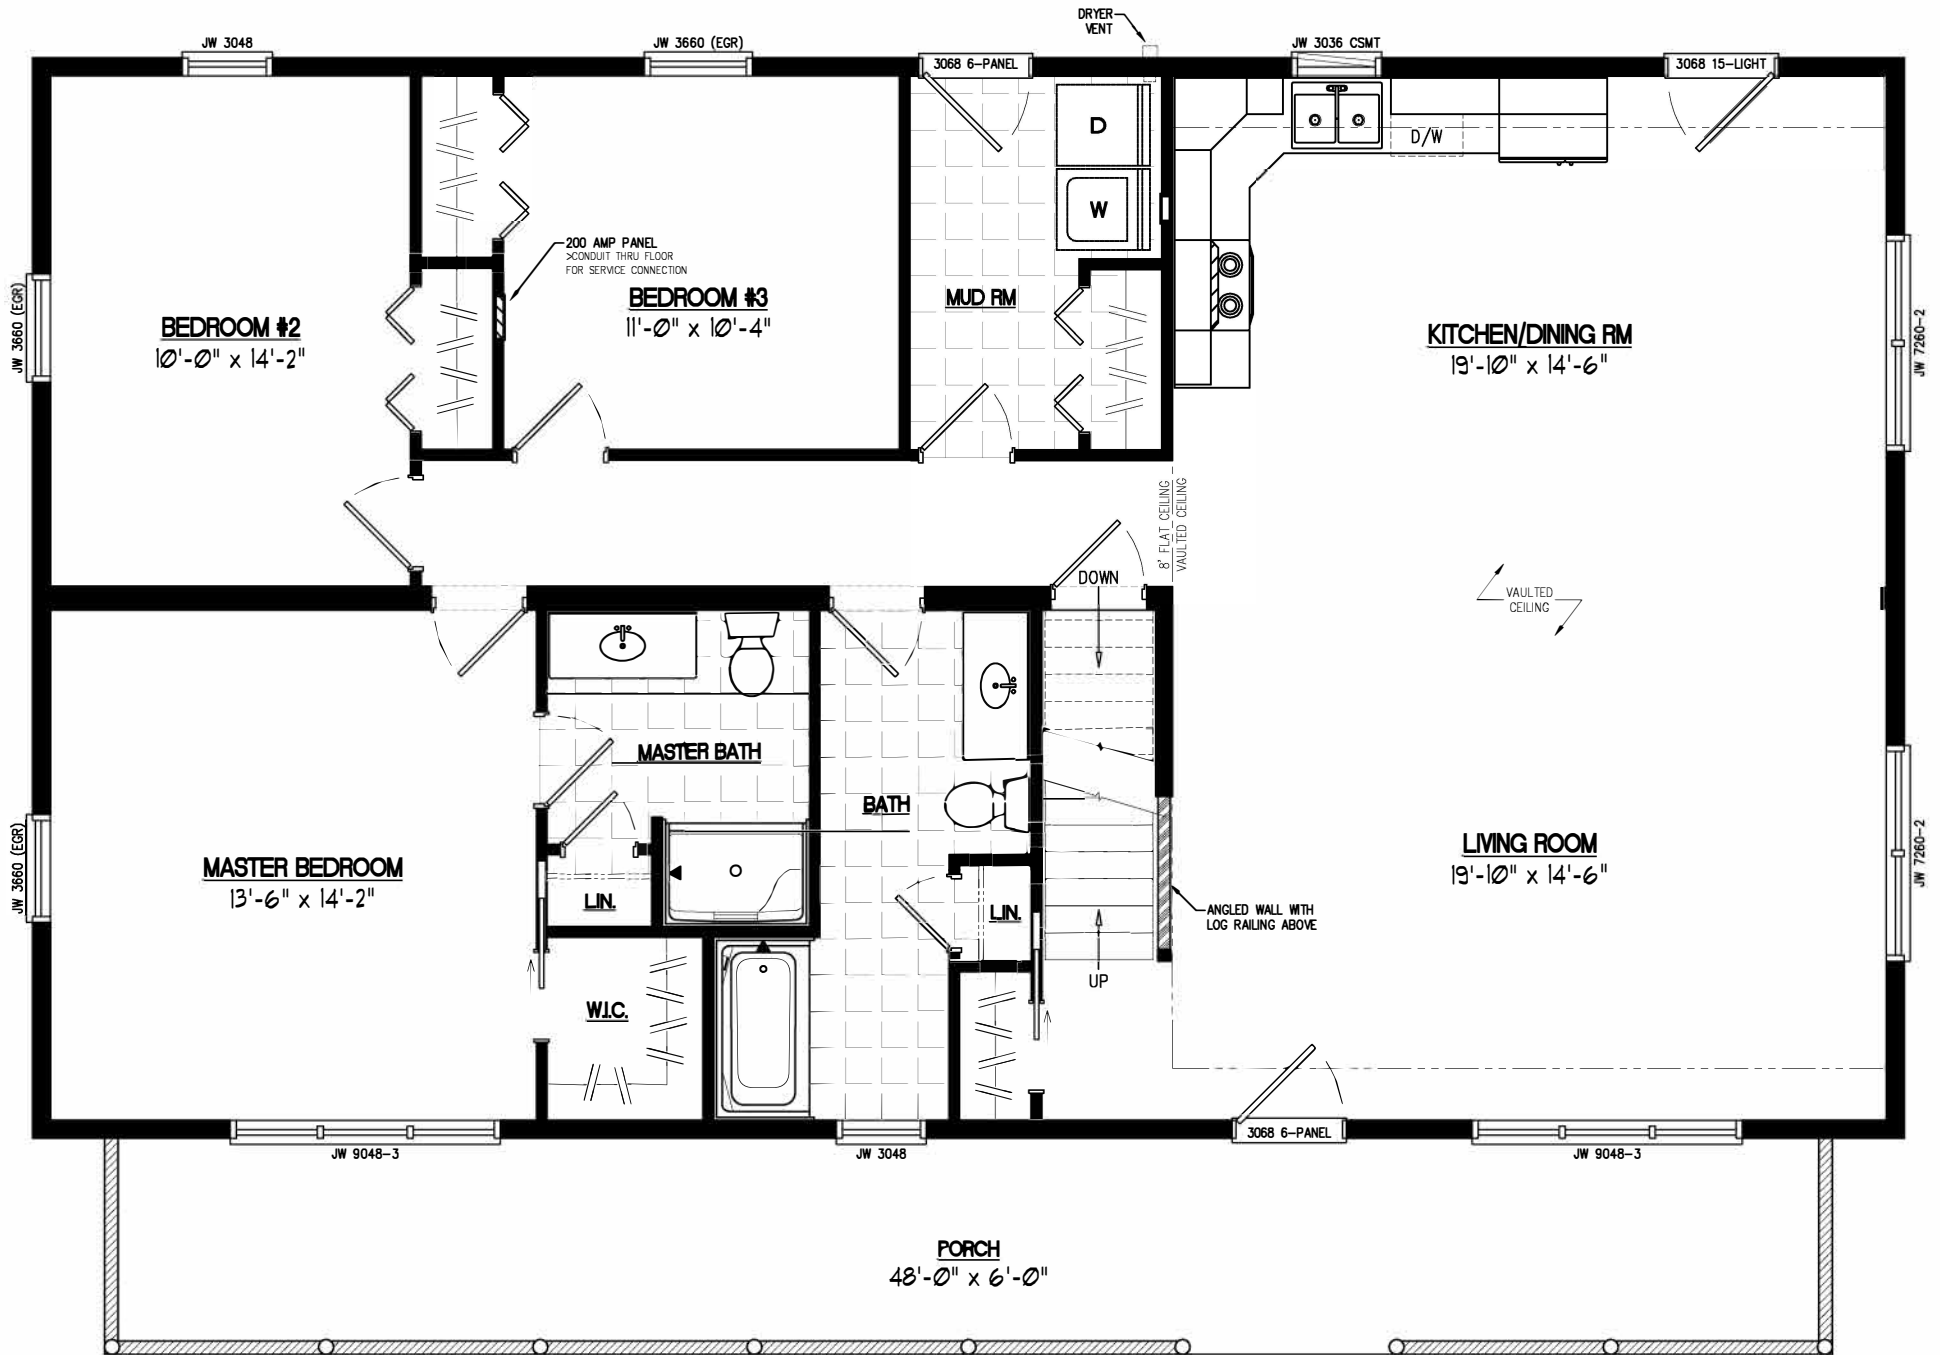 DRYER
VENT
JW 3048
JW 3660 (EGR)
3068 6-PANEL
JW 3036 CSMT
3068 15-LIGHT
D
D/W
W
200 AMP PANEL
>CONDUIT THRU FLOOR
FOR SERVICE CONNECTION
JW 3660 (EGR)
BEDROOM #2
10'-0" x 14'-2"
BEDROOM #3
11'-0" x 10'-4"
MUD RM
KITCHEN/DINING RM
19'-10" x 14'-6"
JW 7260-2
8' FLAT CEILING
VAULTED CEILING
DOWN
VAULTED
CEILING
MASTER BATH
BATH
JW 3660 (EGR)
MASTER BEDROOM
13'-6" x 14'-2"
LIN.
LIN.
LIVING ROOM
19'-10" x 14'-6"
JW 7260-2
ANGLED WALL WITH
LOG RAILING ABOVE
UP
W.I.C.
JW 9048-3
JW 3048
3068 6-PANEL
JW 9048-3
PORCH
48'-0" x 6'-0"